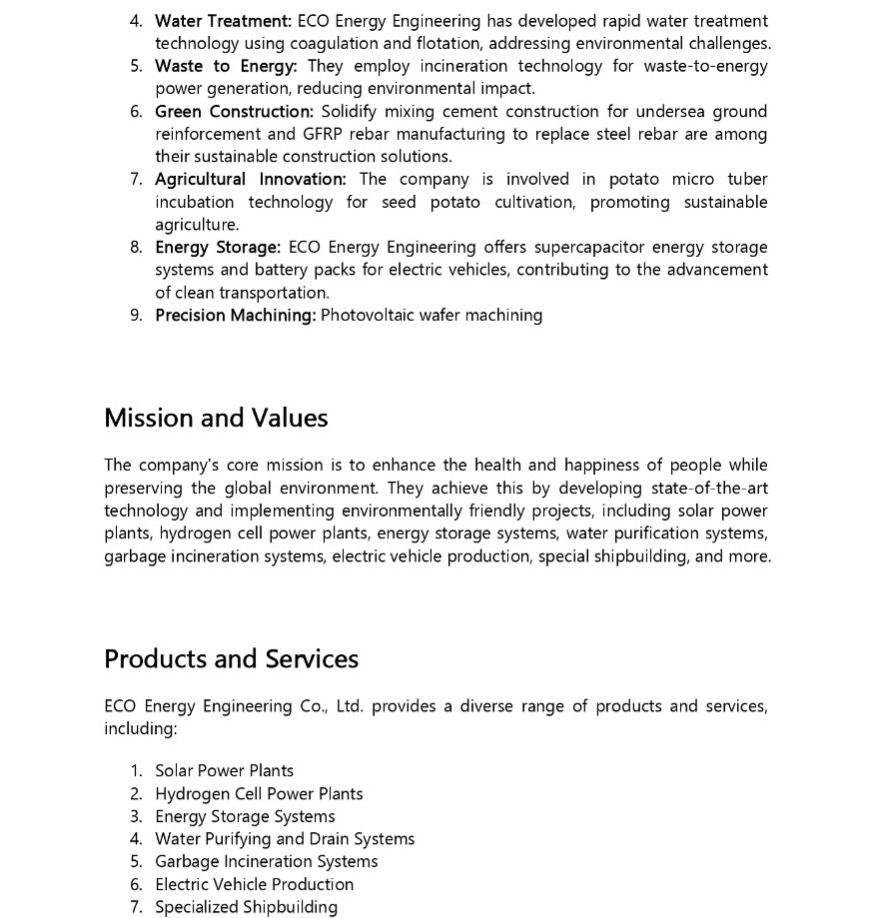 4. Water Treatment: ECO Energy Engineering has developed rapid water treatment
technology using coagulation and flotation, addressing environmental challenges.
5. Waste to Energy: They employ incineration technology for waste-to-energy
power generation, reducing environmental impact.
6. Green Construction: Solidify mixing cement construction for undersea ground
reinforcement and GFRP rebar manufacturing to replace steel rebar are among
their sustainable construction solutions.
7. Agricultural Innovation: The company is involved in potato micro tuber
incubation technology for seed potato cultivation, promoting sustainable
agriculture.
8. Energy Storage: ECO Energy Engineering offers supercapacitor energy storage
systems and battery packs for electric vehicles, contributing to the advancement
of clean transportation.
9. Precision Machining: Photovoltaic wafer machining
Mission and Values
The company's core mission is to enhance the health and happiness of people while
preserving the global environment. They achieve this by developing state-of-the-art
technology and implementing environmentally friendly projects, including solar power
plants, hydrogen cell power plants, energy storage systems, water purification systems,
garbage incineration systems, electric vehicle production, special shipbuilding, and more.
Products and Services
ECO Energy Engineering Co., Ltd. provides a diverse range of products and services,
including:
1. Solar Power Plants
2. Hydrogen Cell Power Plants
3. Energy Storage Systems
4. Water Purifying and Drain Systems
5. Garbage Incineration Systems
6. Electric Vehicle Production
7. Specialized Shipbuilding